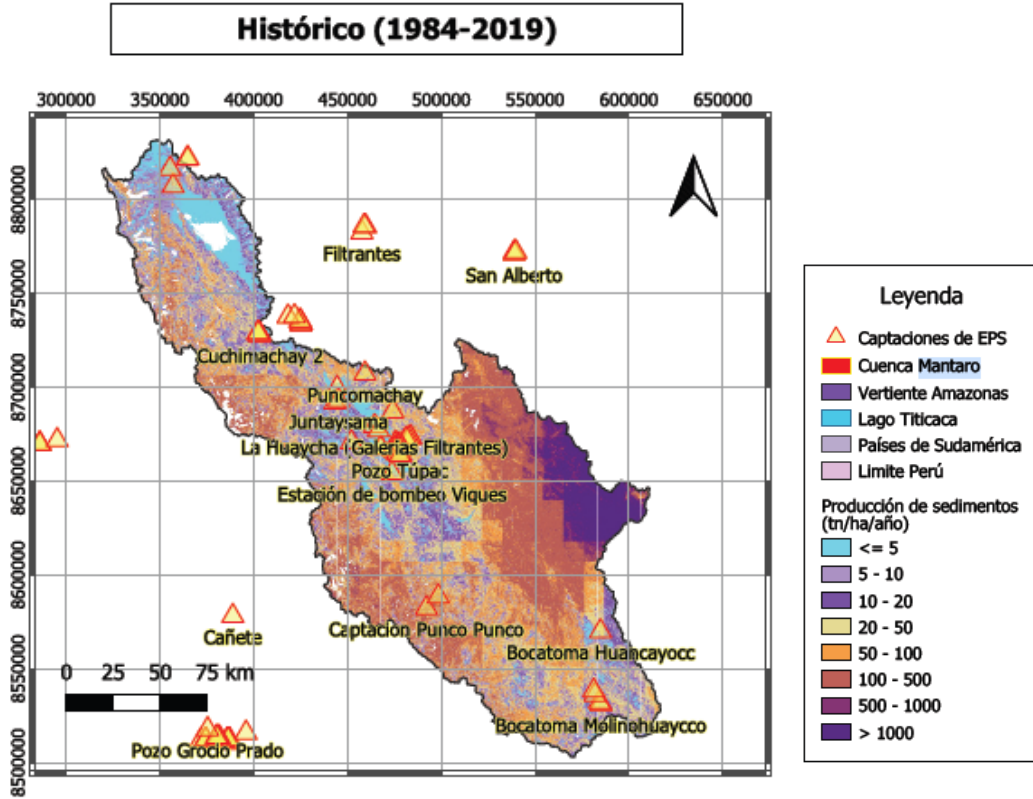 Histórico (1984-2019)
300000 350000 400000 450000 500000 550000 600000 650000
8800000
8750000
8700000
8650000
8600000
8550000
8500000
Filtrantes
San Alberto
Cuchimachay 2
Puncomachay
Juntaysama
La Huaycha (Galerías Filtrantes)
Pozo Túpac
Estación de bombeo Viques
Captación Punco Punco
Cañete
Bocatoma Huancayocc
0 25 50 75 km
Bocatoma Molinohuaycco
Pozo Grocio Prado
Leyenda
Captaciones de EPS
Cuenca Mantaro
Vertiente Amazonas
Lago Titicaca
Países de Sudamérica
Limite Perú
Producción de sedimentos
(tn/ha/año)
<= 5
5 - 10
10 - 20
20 - 50
50 - 100
100 - 500
500 - 1000
> 1000